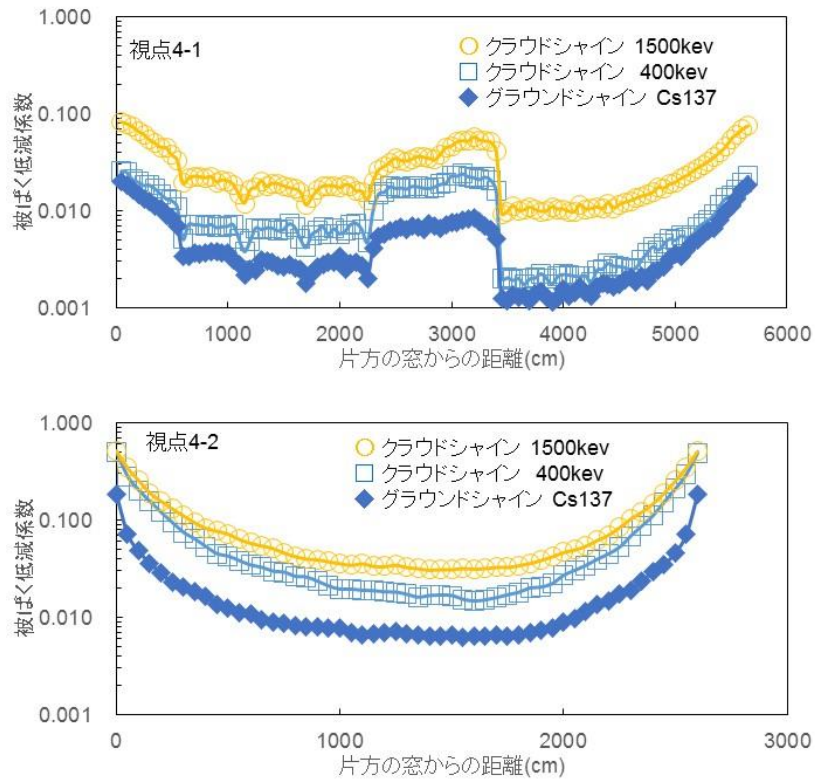 1.000
0.100
0.010
0.001
被ばく低減係数
視点4-1
クラウドシャイン 1500kev
クラウドシャイン 400kev
グラウンドシャイン Cs137
0 1000 2000 3000 4000 5000 6000
片方の窓からの距離(cm)
1.000
0.100
0.010
0.001
被ばく低減係数
視点4-2
クラウドシャイン 1500kev
クラウドシャイン 400kev
グラウンドシャイン Cs137
0 1000 2000 3000
片方の窓からの距離(cm)